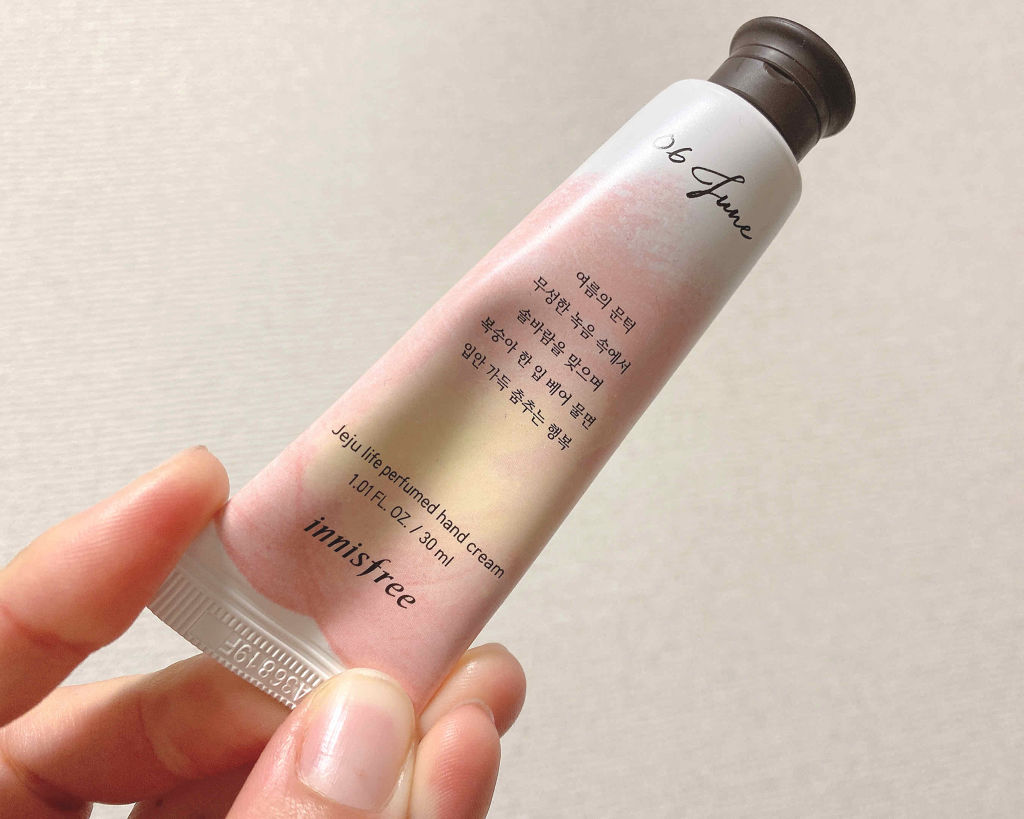 06 June
여름의 문턱
무성한 녹음 속에서
솔바람을 맞으며
복숭아 한 입 베어 물면
입안 가득 춤추는 행복
Jeju life perfumed hand cream
1.01 FL. OZ. / 30 ml
innisfree
A36819F